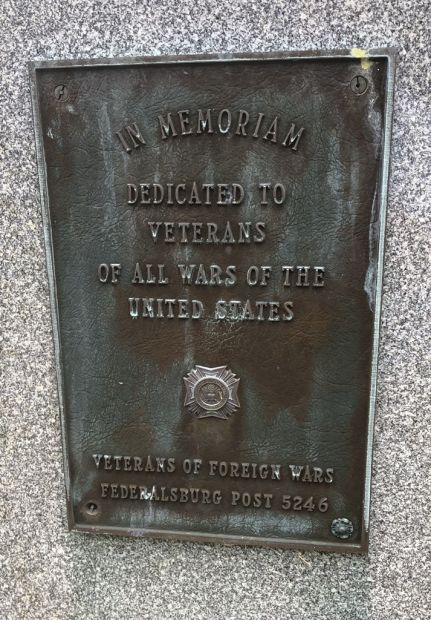 IN MEMORIAM
DEDICATED TO
VETERANS
OF ALL WARS OF THE
UNITED STATES
VETERANS OF FOREIGN WARS
FEDERALSBURG POST 5246